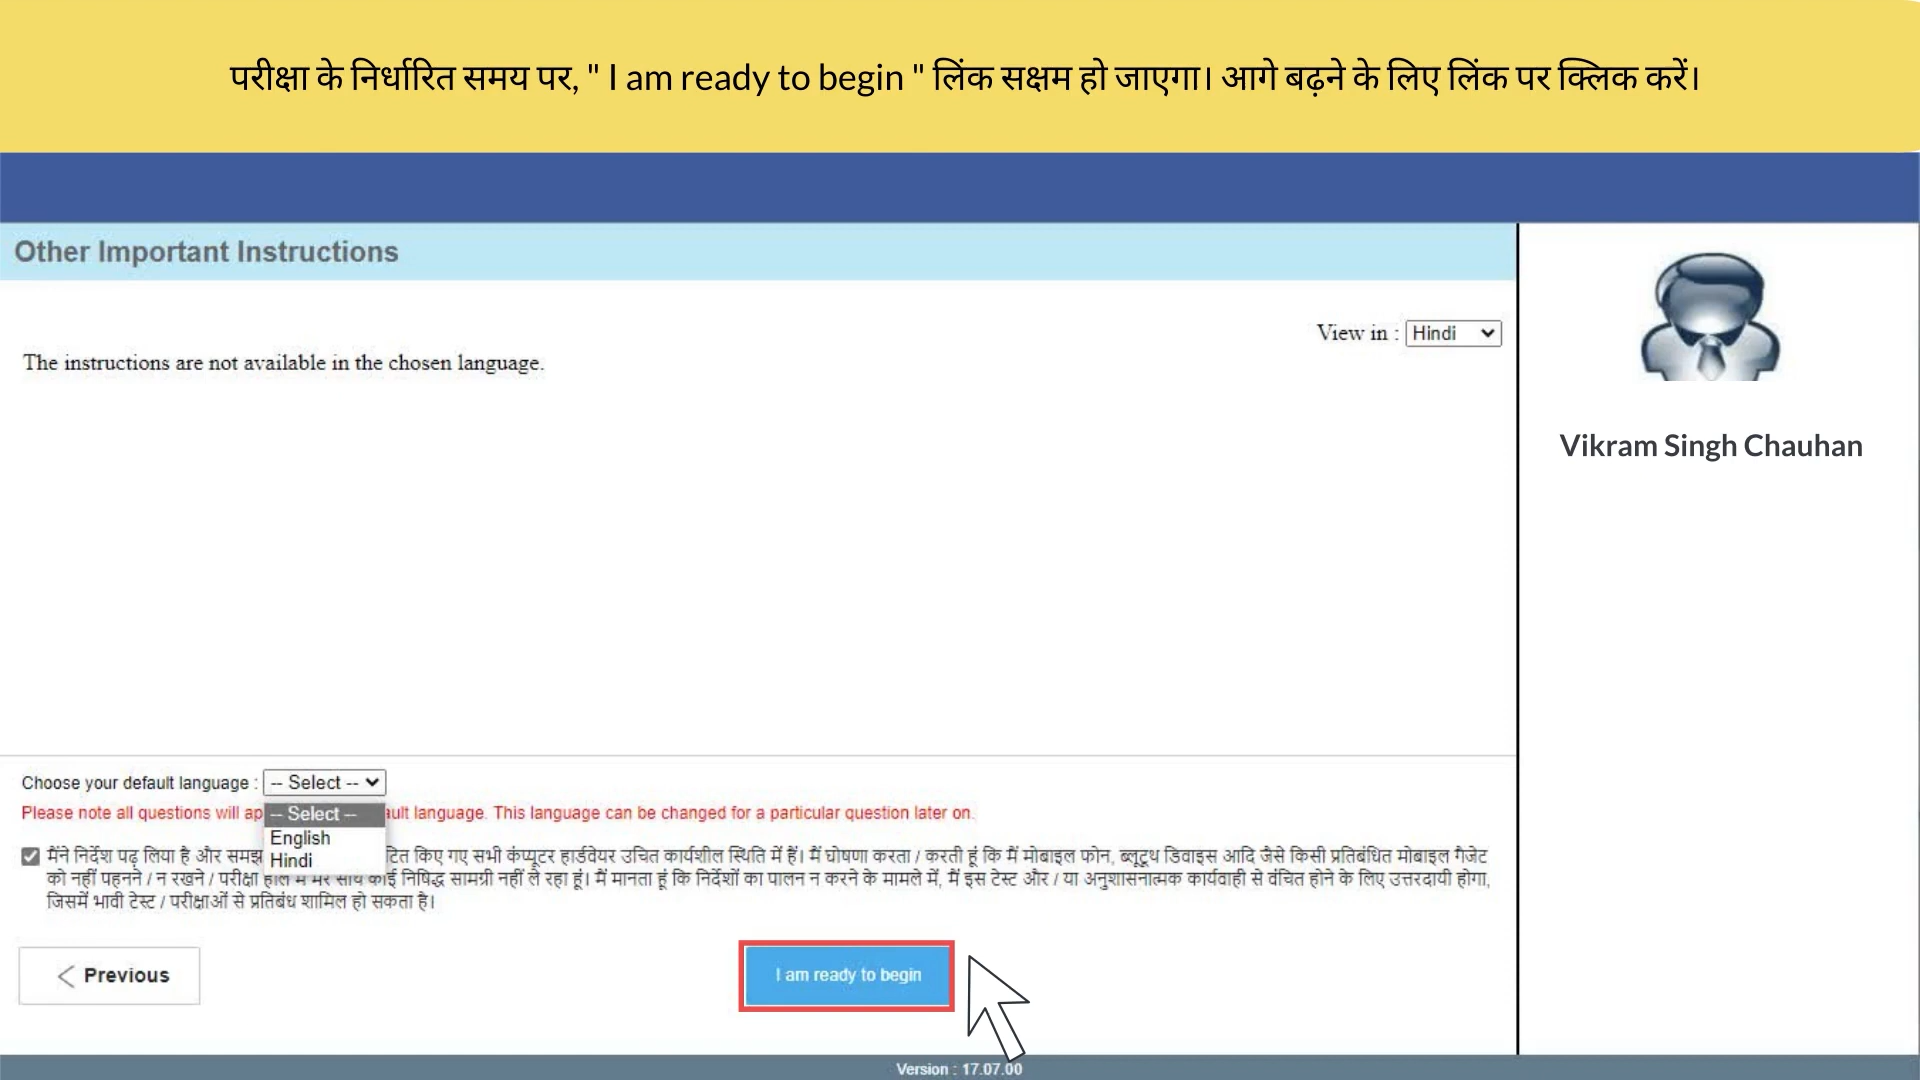 परीक्षा के निर्धारित समय पर, " I am ready to begin " लिंक सक्षम हो जाएगा। आगे बढ़ने के लिए लिंक पर क्लिक करें।
Other Important Instructions
View in : Hindi
The instructions are not available in the chosen language.
Vikram Singh Chauhan
Choose your default language : -- Select --
Please note all questions will ap
ault language. This language can be changed for a particular question later on.
-- Select --
English
Hindi
मैंने निर्देश पढ़ लिया है और समझ
टित किए गए सभी कंप्यूटर हार्डवेयर उचित कार्यशील स्थिति में हैं। मैं घोषणा करता / करती हूं कि मैं मोबाइल फोन, ब्लूटूथ डिवाइस आदि जैसे किसी प्रतिबंधित मोबाइल गैजेट
को नहीं पहनने / न रखने / परीक्षा हॉल में मेरे साथ कोई निषिद्ध सामग्री नहीं ले रहा हूं। मैं मानता हूं कि निर्देशों का पालन न करने के मामले में, मैं इस टेस्ट और / या अनुशासनात्मक कार्यवाही से वंचित होने के लिए उत्तरदायी होगा,
जिसमें भावी टेस्ट / परीक्षाओं से प्रतिबंध शामिल हो सकता है।
Previous
I am ready to begin
Version : 17.07.00